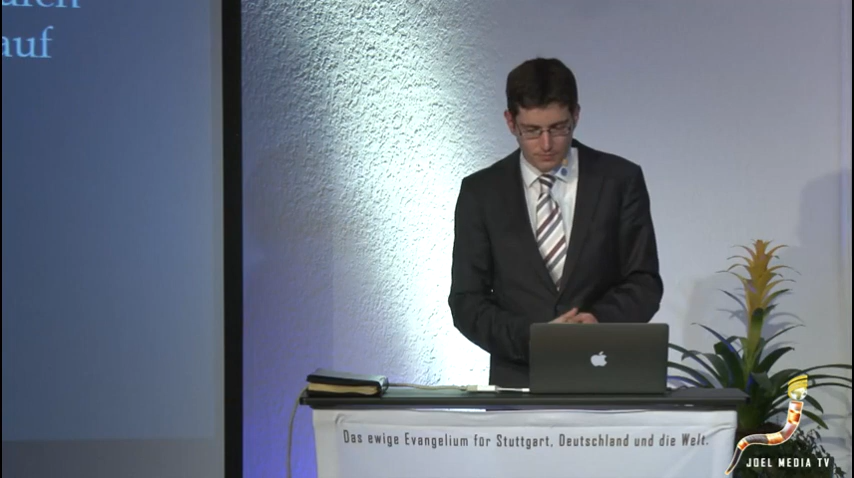 auf
Das ewige Evangelium für Stuttgart, Deutschland und die Welt.
JOEL MEDIA TV